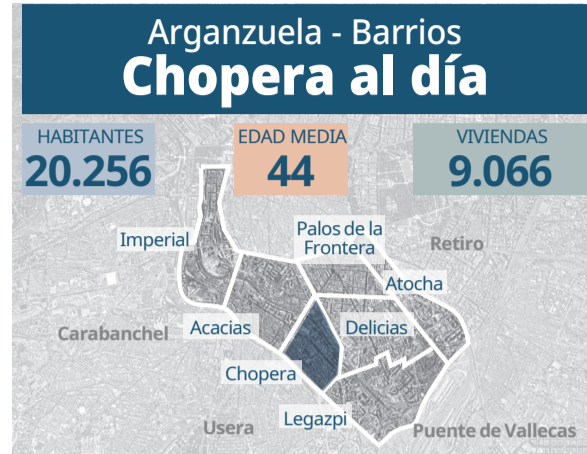 Arganzuela - Barrios
Chopera al día
HABITANTES
20.256
EDAD MEDIA
44
VIVIENDAS
9.066
Imperial
Palos de la
Frontera
Retiro
Atocha
Carabanchel
Acacias
Delicias
Chopera
Legazpi
Usera
Puente de Vallecas